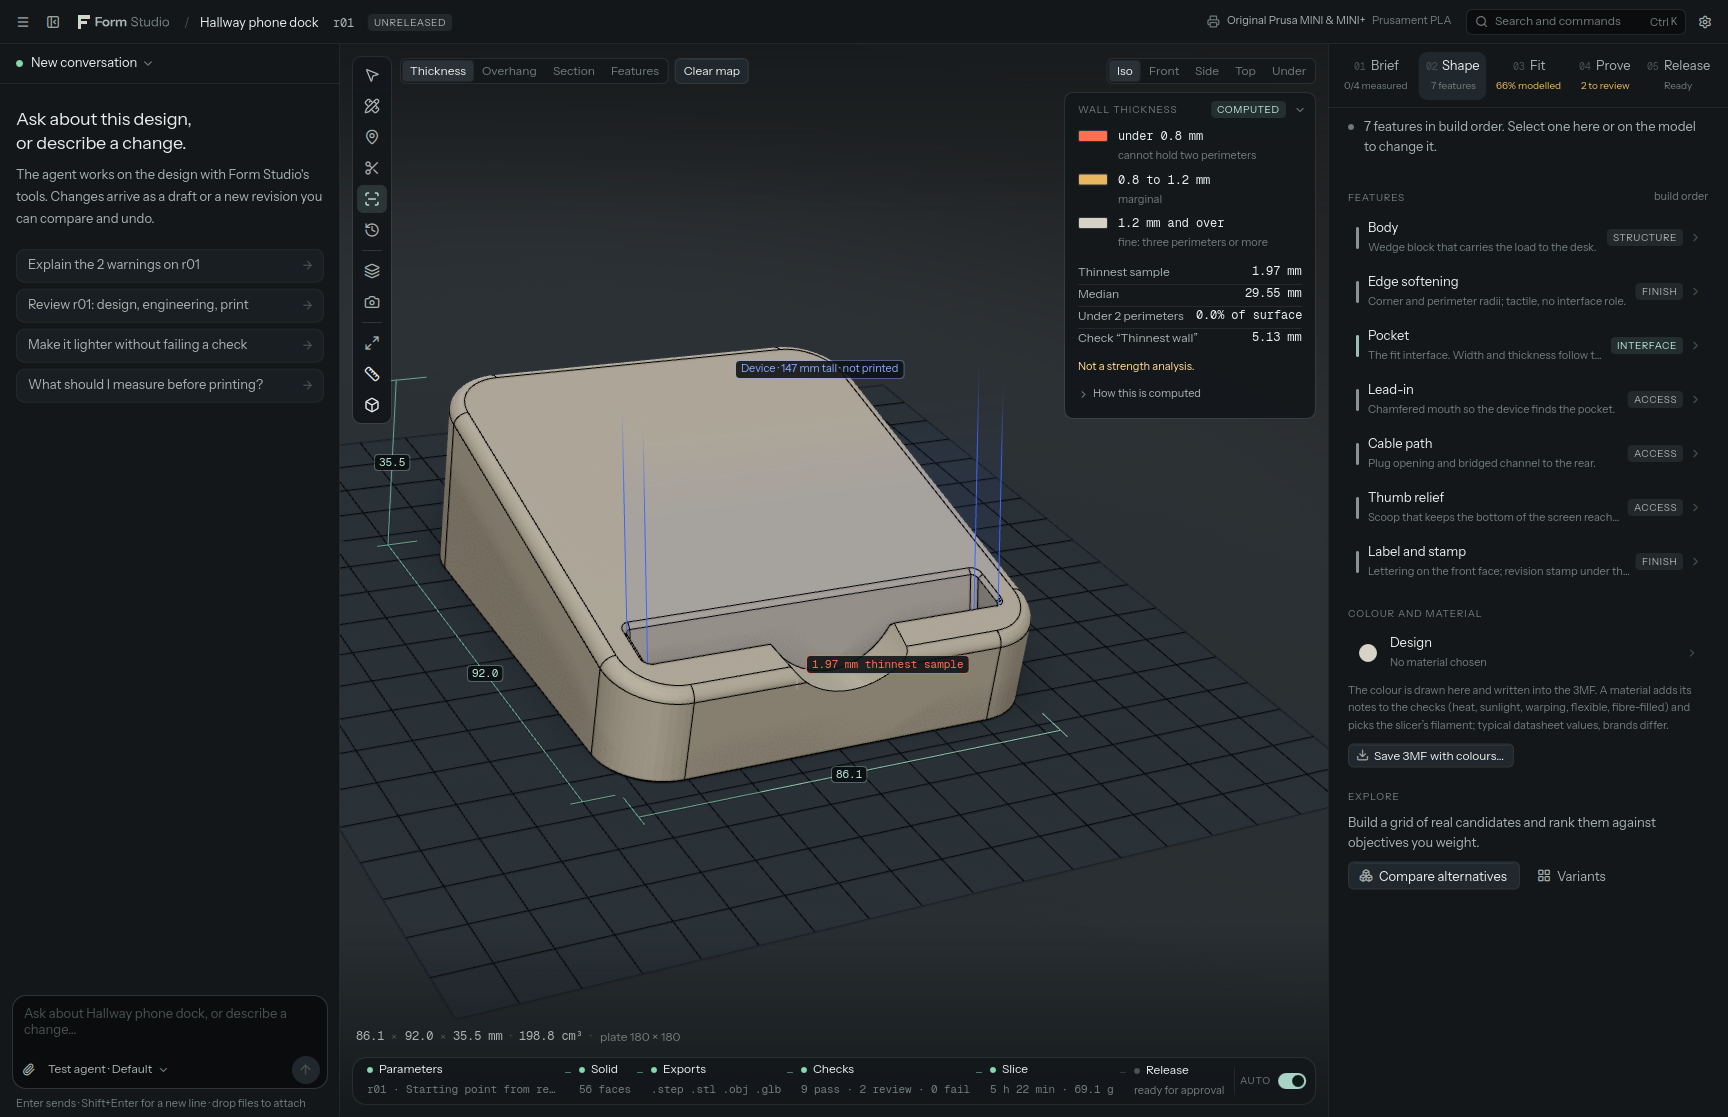 Form Studio / Hallway phone dock r01 UNRELEASED
Original Prusa MINI & MINI+ Prusament PLA
Search and commands Ctrl K
New conversation
Ask about this design,
or describe a change.
The agent works on the design with Form Studio's
tools. Changes arrive as a draft or a new revision you
can compare and undo.
Explain the 2 warnings on r01
Review r01: design, engineering, print
Make it lighter without failing a check
What should I measure before printing?
Ask about Hallway phone dock, or describe a
change...
Test agent · Default
Enter sends · Shift+Enter for a new line · drop files to attach
Thickness Overhang Section Features Clear map
Iso Front Side Top Under
WALL THICKNESS COMPUTED
under 0.8 mm
cannot hold two perimeters
0.8 to 1.2 mm
marginal
1.2 mm and over
fine: three perimeters or more
Thinnest sample 1.97 mm
Median 29.55 mm
Under 2 perimeters 0.0% of surface
Check “Thinnest wall” 5.13 mm
Not a strength analysis.
How this is computed
Device · 147 mm tall · not printed
35.5
92.0
1.97 mm thinnest sample
86.1
86.1 × 92.0 × 35.5 mm · 198.8 cm³ · plate 180 × 180
Parameters
r01 · Starting point from re…
Solid
56 faces
Exports
.step .stl .obj .glb
Checks
9 pass · 2 review · 0 fail
Slice
5 h 22 min · 69.1 g
Release
ready for approval
AUTO
01 Brief
0/4 measured
02 Shape
7 features
03 Fit
66% modelled
04 Prove
2 to review
05 Release
Ready
7 features in build order. Select one here or on the model
to change it.
FEATURES build order
Body
Wedge block that carries the load to the desk.
STRUCTURE
Edge softening
Corner and perimeter radii; tactile, no interface role.
FINISH
Pocket
The fit interface. Width and thickness follow t…
INTERFACE
Lead-in
Chamfered mouth so the device finds the pocket.
ACCESS
Cable path
Plug opening and bridged channel to the rear.
ACCESS
Thumb relief
Scoop that keeps the bottom of the screen reach…
ACCESS
Label and stamp
Lettering on the front face; revision stamp under th…
FINISH
COLOUR AND MATERIAL
Design
No material chosen
The colour is drawn here and written into the 3MF. A material adds its
notes to the checks (heat, sunlight, warping, flexible, fibre-filled) and
picks the slicer's filament; typical datasheet values, brands differ.
Save 3MF with colours…
EXPLORE
Build a grid of real candidates and rank them against
objectives you weight.
Compare alternatives Variants